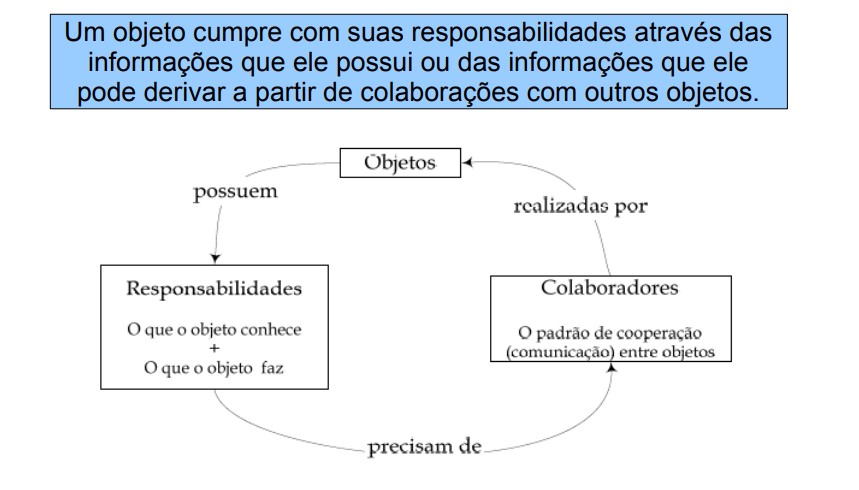 Um objeto cumpre com suas responsabilidades através das
informações que ele possui ou das informações que ele
pode derivar a partir de colaborações com outros objetos.
Objetos
possuem
realizadas por
Responsabilidades
O que o objeto conhece
+
O que o objeto faz
Colaboradores
O padrão de cooperação
(comunicação) entre objetos
precisam de